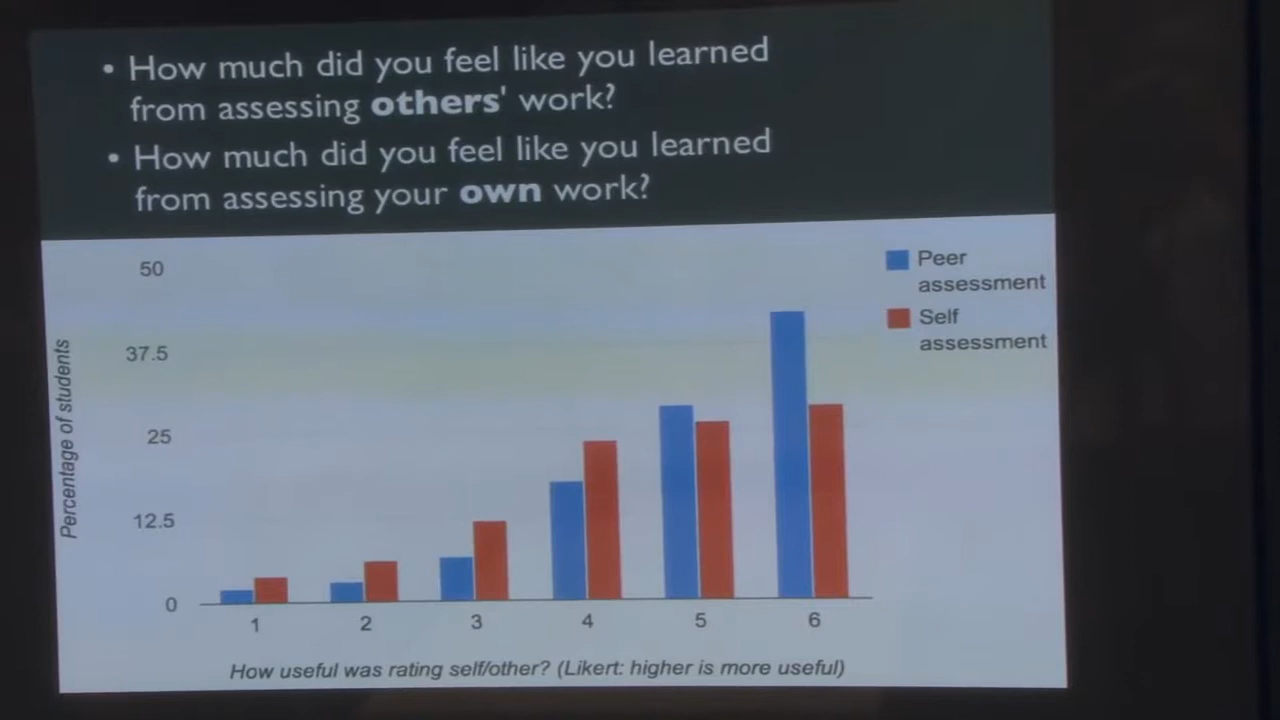 • How much did you feel like you learned
from assessing others' work?
• How much did you feel like you learned
from assessing your own work?
Peer
assessment
Self
assessment
50
37.5
25
12.5
0
Percentage of students
1 2 3 4 5 6
How useful was rating self/other? (Likert: higher is more useful)